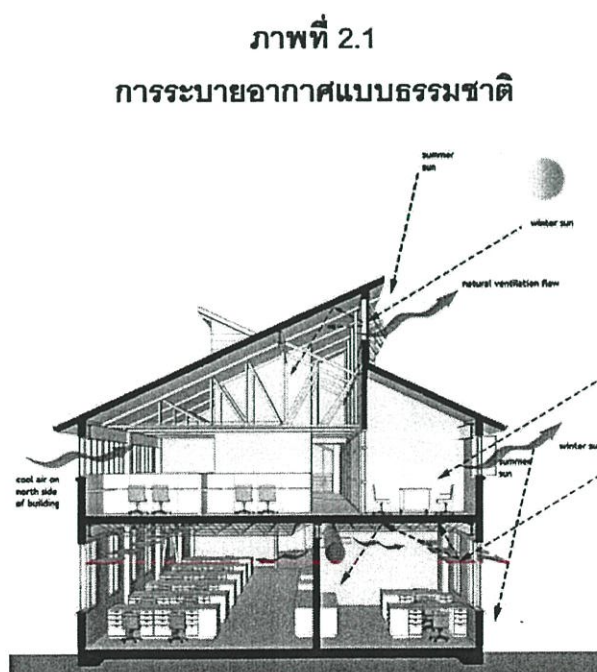 ภาพที่ 2.1
การระบายอากาศแบบธรรมชาติ
summer
sun
winter sun
natural ventilation flow
cool air on
north side
of building
summer
sun
winter su